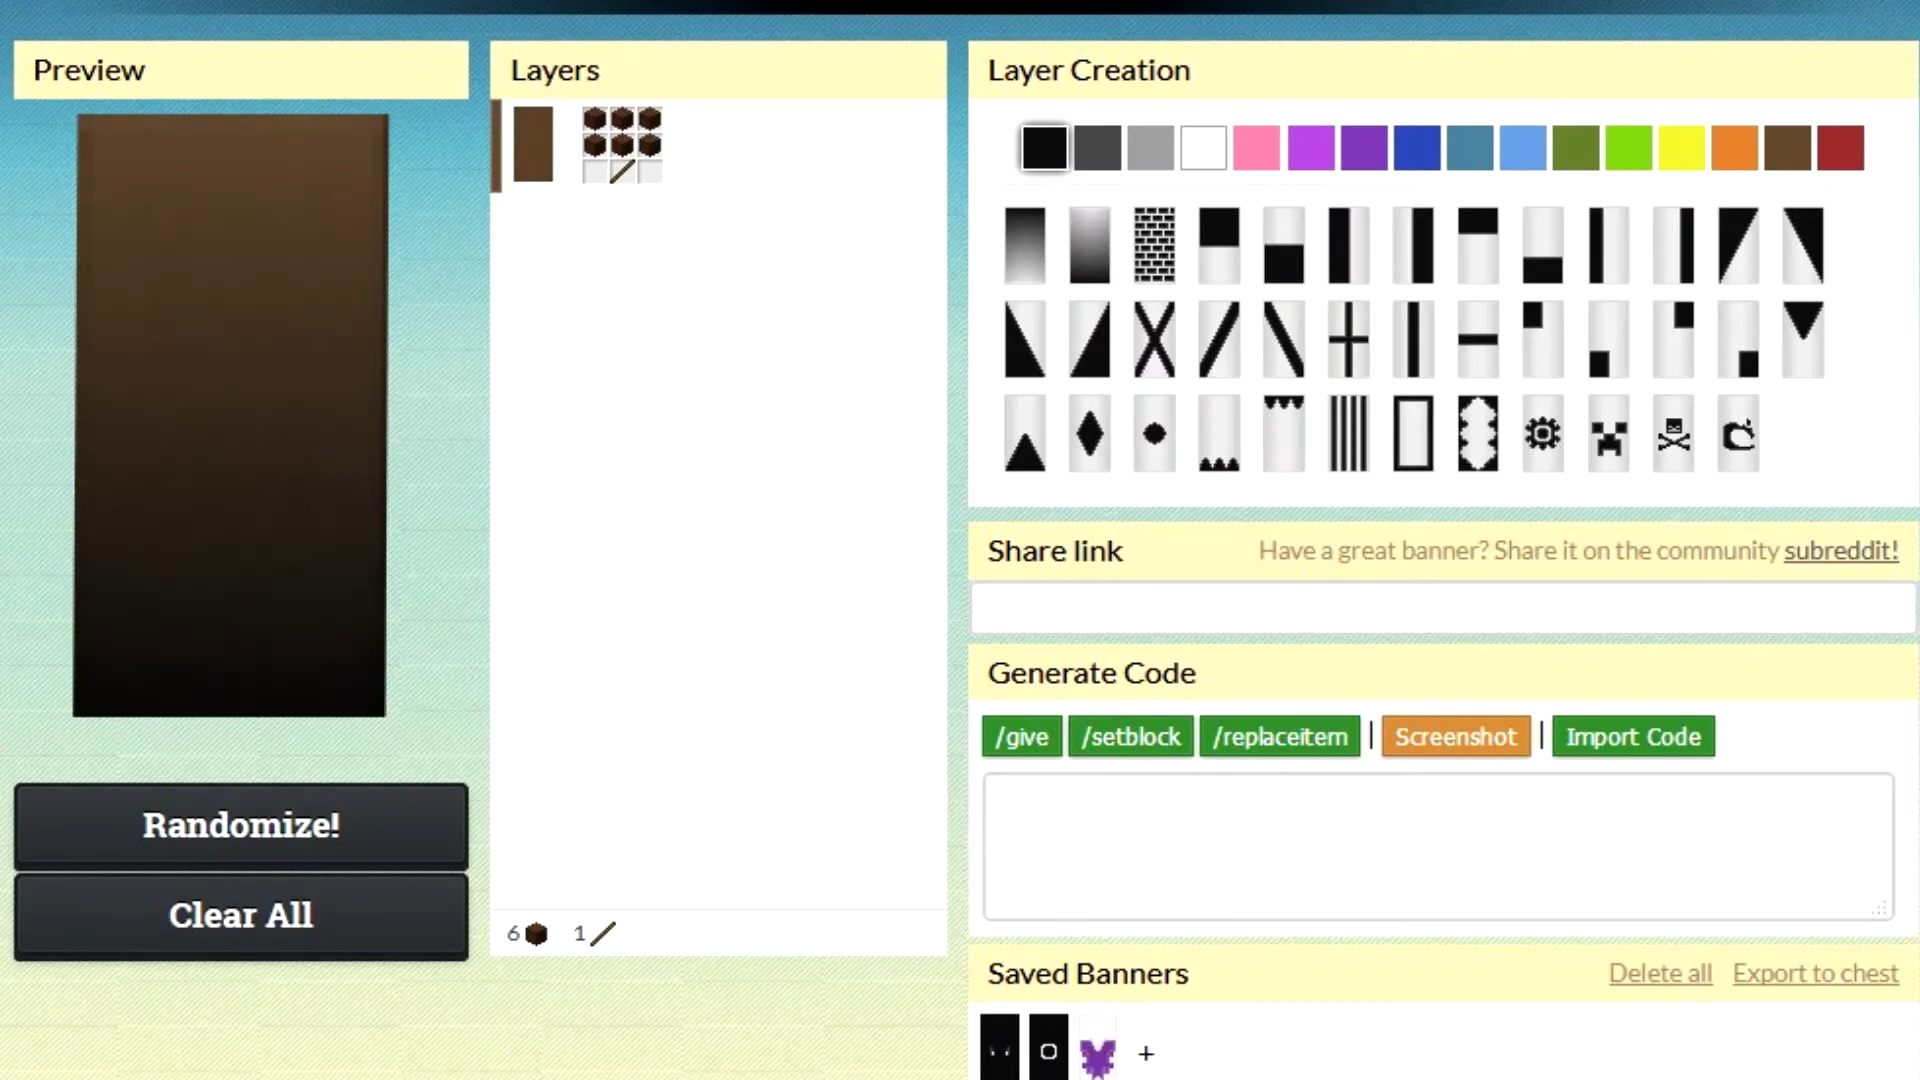 Preview
Layers
Layer Creation
Share link
Have a great banner? Share it on the community subreddit!
Generate Code
/give
/setblock
/replaceitem
|
Screenshot
|
Import Code
Randomize!
Clear All
6
1
Saved Banners
Delete all
Export to chest
+